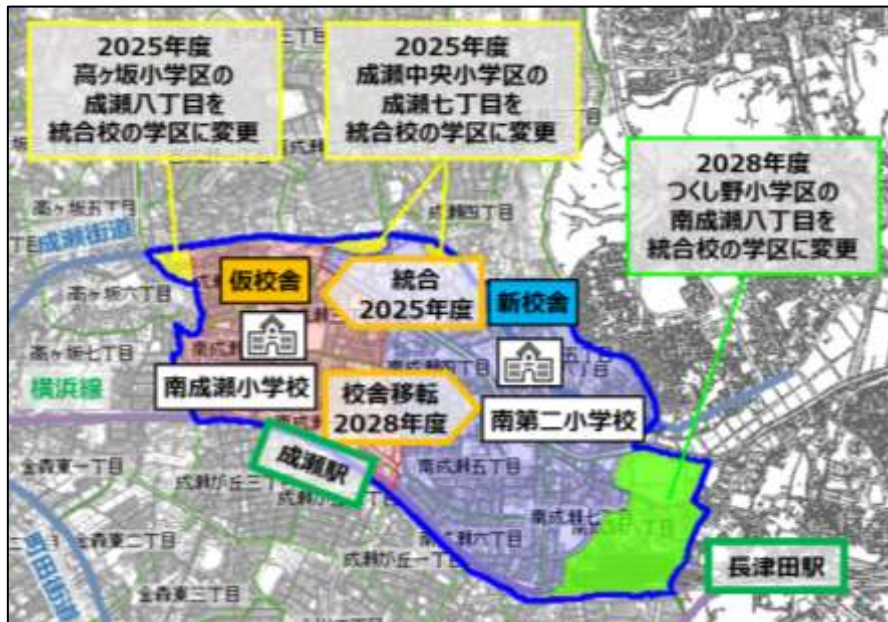 2025年度
高ヶ坂小学区の
成瀬八丁目を
統合校の学区に変更
2025年度
成瀬中央小学区の
成瀬七丁目を
統合校の学区に変更
2028年度
つくし野小学区の
南成瀬八丁目を
統合校の学区に変更
高ヶ坂五丁目
成瀬四丁目
成瀬街道
仮校舎
統合
2025年度
新校舎
高ヶ坂六丁目
高ヶ坂七丁目
横浜線
南成瀬小学校
校舎移転
2028年度
南第二小学校
成瀬駅
南成瀬五丁目
金森東一丁目
成瀬が丘三丁目
南成瀬六丁目
成瀬が丘一丁目
町田街道
金森東二丁目
金森東三丁目
長津田駅